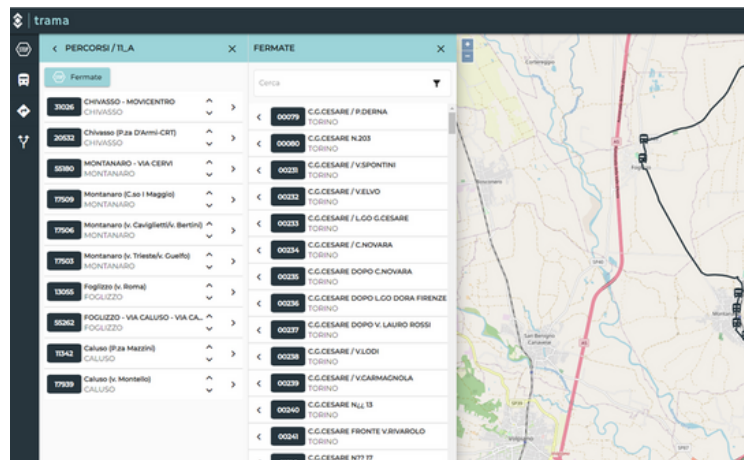 trama
PERCORSI / 11_A
Fermate
31026 CHIVASSO - MOVICENTRO
CHIVASSO
20532 Chivasso (P.za D'Armi-CRT)
CHIVASSO
55180 MONTANARO - VIA CERVI
MONTANARO
17509 Montanaro (C.so I Maggio)
MONTANARO
17506 Montanaro (v. Caviglietti/v. Bertini)
MONTANARO
17503 Montanaro (v. Trieste/v. Guelfo)
MONTANARO
13055 Foglizzo (v. Roma)
FOGLIZZO
55262 FOGLIZZO - VIA CALUSO - VIA CA...
FOGLIZZO
11342 Caluso (P.za Mazzini)
CALUSO
17939 Caluso (v. Montello)
CALUSO
FERMATE
Cerca
00079 C.G.CESARE / P.DERNA
TORINO
00080 C.G.CESARE N.203
TORINO
00231 C.G.CESARE / V.SPONTINI
TORINO
00232 C.G.CESARE / V.ELVO
TORINO
00233 C.G.CESARE / L.GO G.CESARE
TORINO
00234 C.G.CESARE / C.NOVARA
TORINO
00235 C.G.CESARE DOPO C.NOVARA
TORINO
00236 C.G.CESARE DOPO L.GO DORA FIRENZE
TORINO
00237 C.G.CESARE DOPO V. LAURO ROSSI
TORINO
00238 C.G.CESARE / V.LODI
TORINO
00239 C.G.CESARE / V.CARMAGNOLA
TORINO
00240 C.G.CESARE N¿¿ 13
TORINO
00241 C.G.CESARE FRONTE V.RIVAROLO
TORINO
C.G.CESARE N?? 17
San Benigno
Canavese
Volpiano